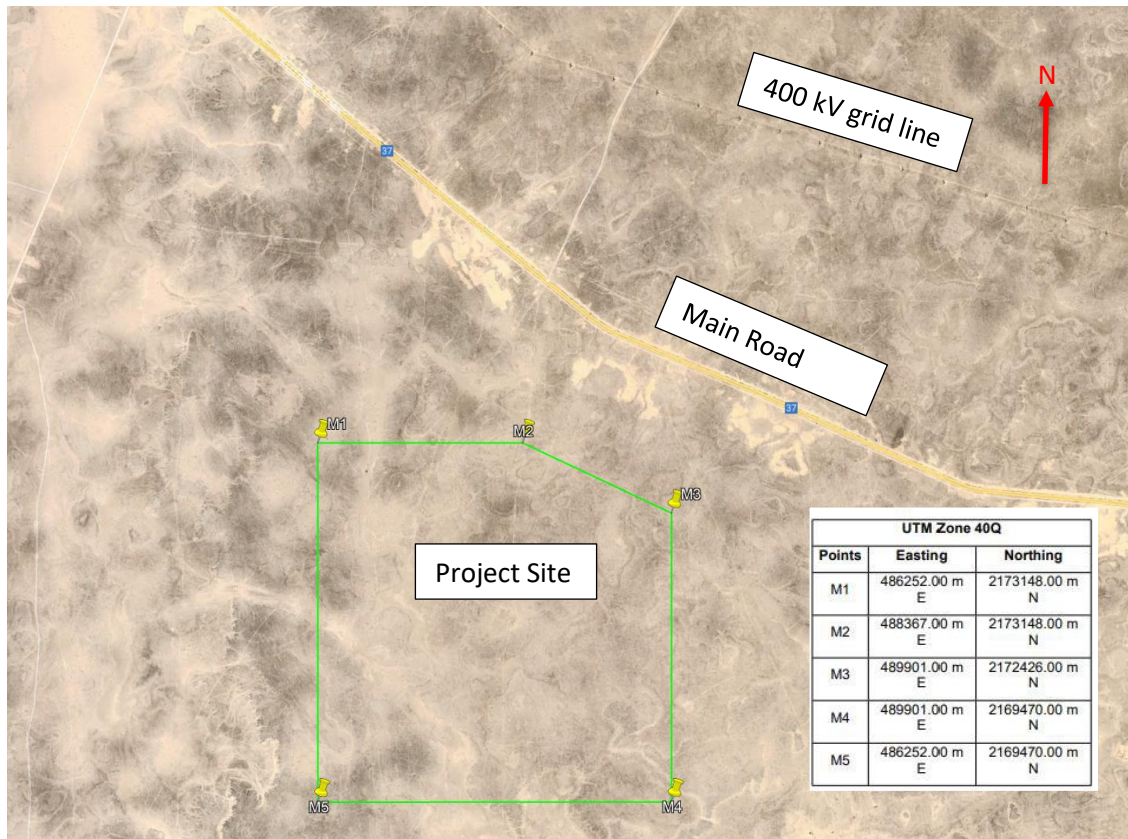 400 kV grid line
N
37
Main Road
37
M1
M2
M3
Project Site
UTM Zone 40Q
Points Easting Northing
M1 486252.00 m E 2173148.00 m N
M2 488367.00 m E 2173148.00 m N
M3 489901.00 m E 2172426.00 m N
M4 489901.00 m E 2169470.00 m N
M5 486252.00 m E 2169470.00 m N
M5
M4